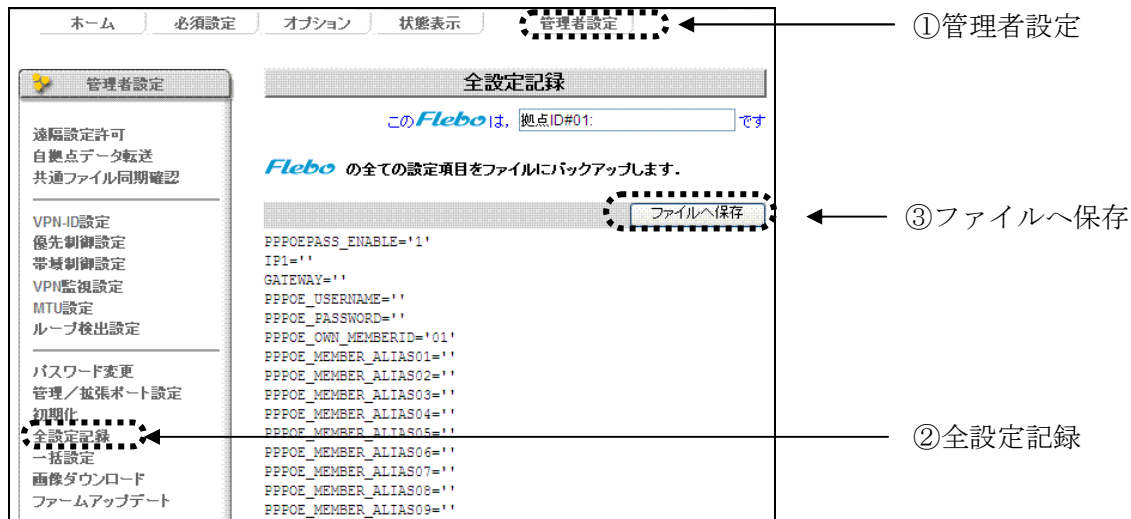 ホーム 必須設定 オプション 状態表示 管理者設定
①管理者設定
管理者設定
遠隔設定許可
自拠点データ転送
共通ファイル同期確認
VPN-ID設定
優先制御設定
帯域制御設定
VPN監視設定
MTU設定
ループ検出設定
パスワード変更
管理／拡張ポート設定
初期化
全設定記録
一括設定
画像ダウンロード
ファームアップデート
全設定記録
このFleboは, 拠点ID#01: です
Flebo の全ての設定項目をファイルにバックアップします.
ファイルへ保存
③ファイルへ保存
PPPOEPASS_ENABLE='1'
IP1=''
GATEWAY=''
PPPOE_USERNAME=''
PPPOE_PASSWORD=''
PPPOE_OWN_MEMBERID='01'
PPPOE_MEMBER_ALIAS01=''
PPPOE_MEMBER_ALIAS02=''
PPPOE_MEMBER_ALIAS03=''
PPPOE_MEMBER_ALIAS04=''
PPPOE_MEMBER_ALIAS05=''
PPPOE_MEMBER_ALIAS06=''
PPPOE_MEMBER_ALIAS07=''
PPPOE_MEMBER_ALIAS08=''
PPPOE_MEMBER_ALIAS09=''
②全設定記録